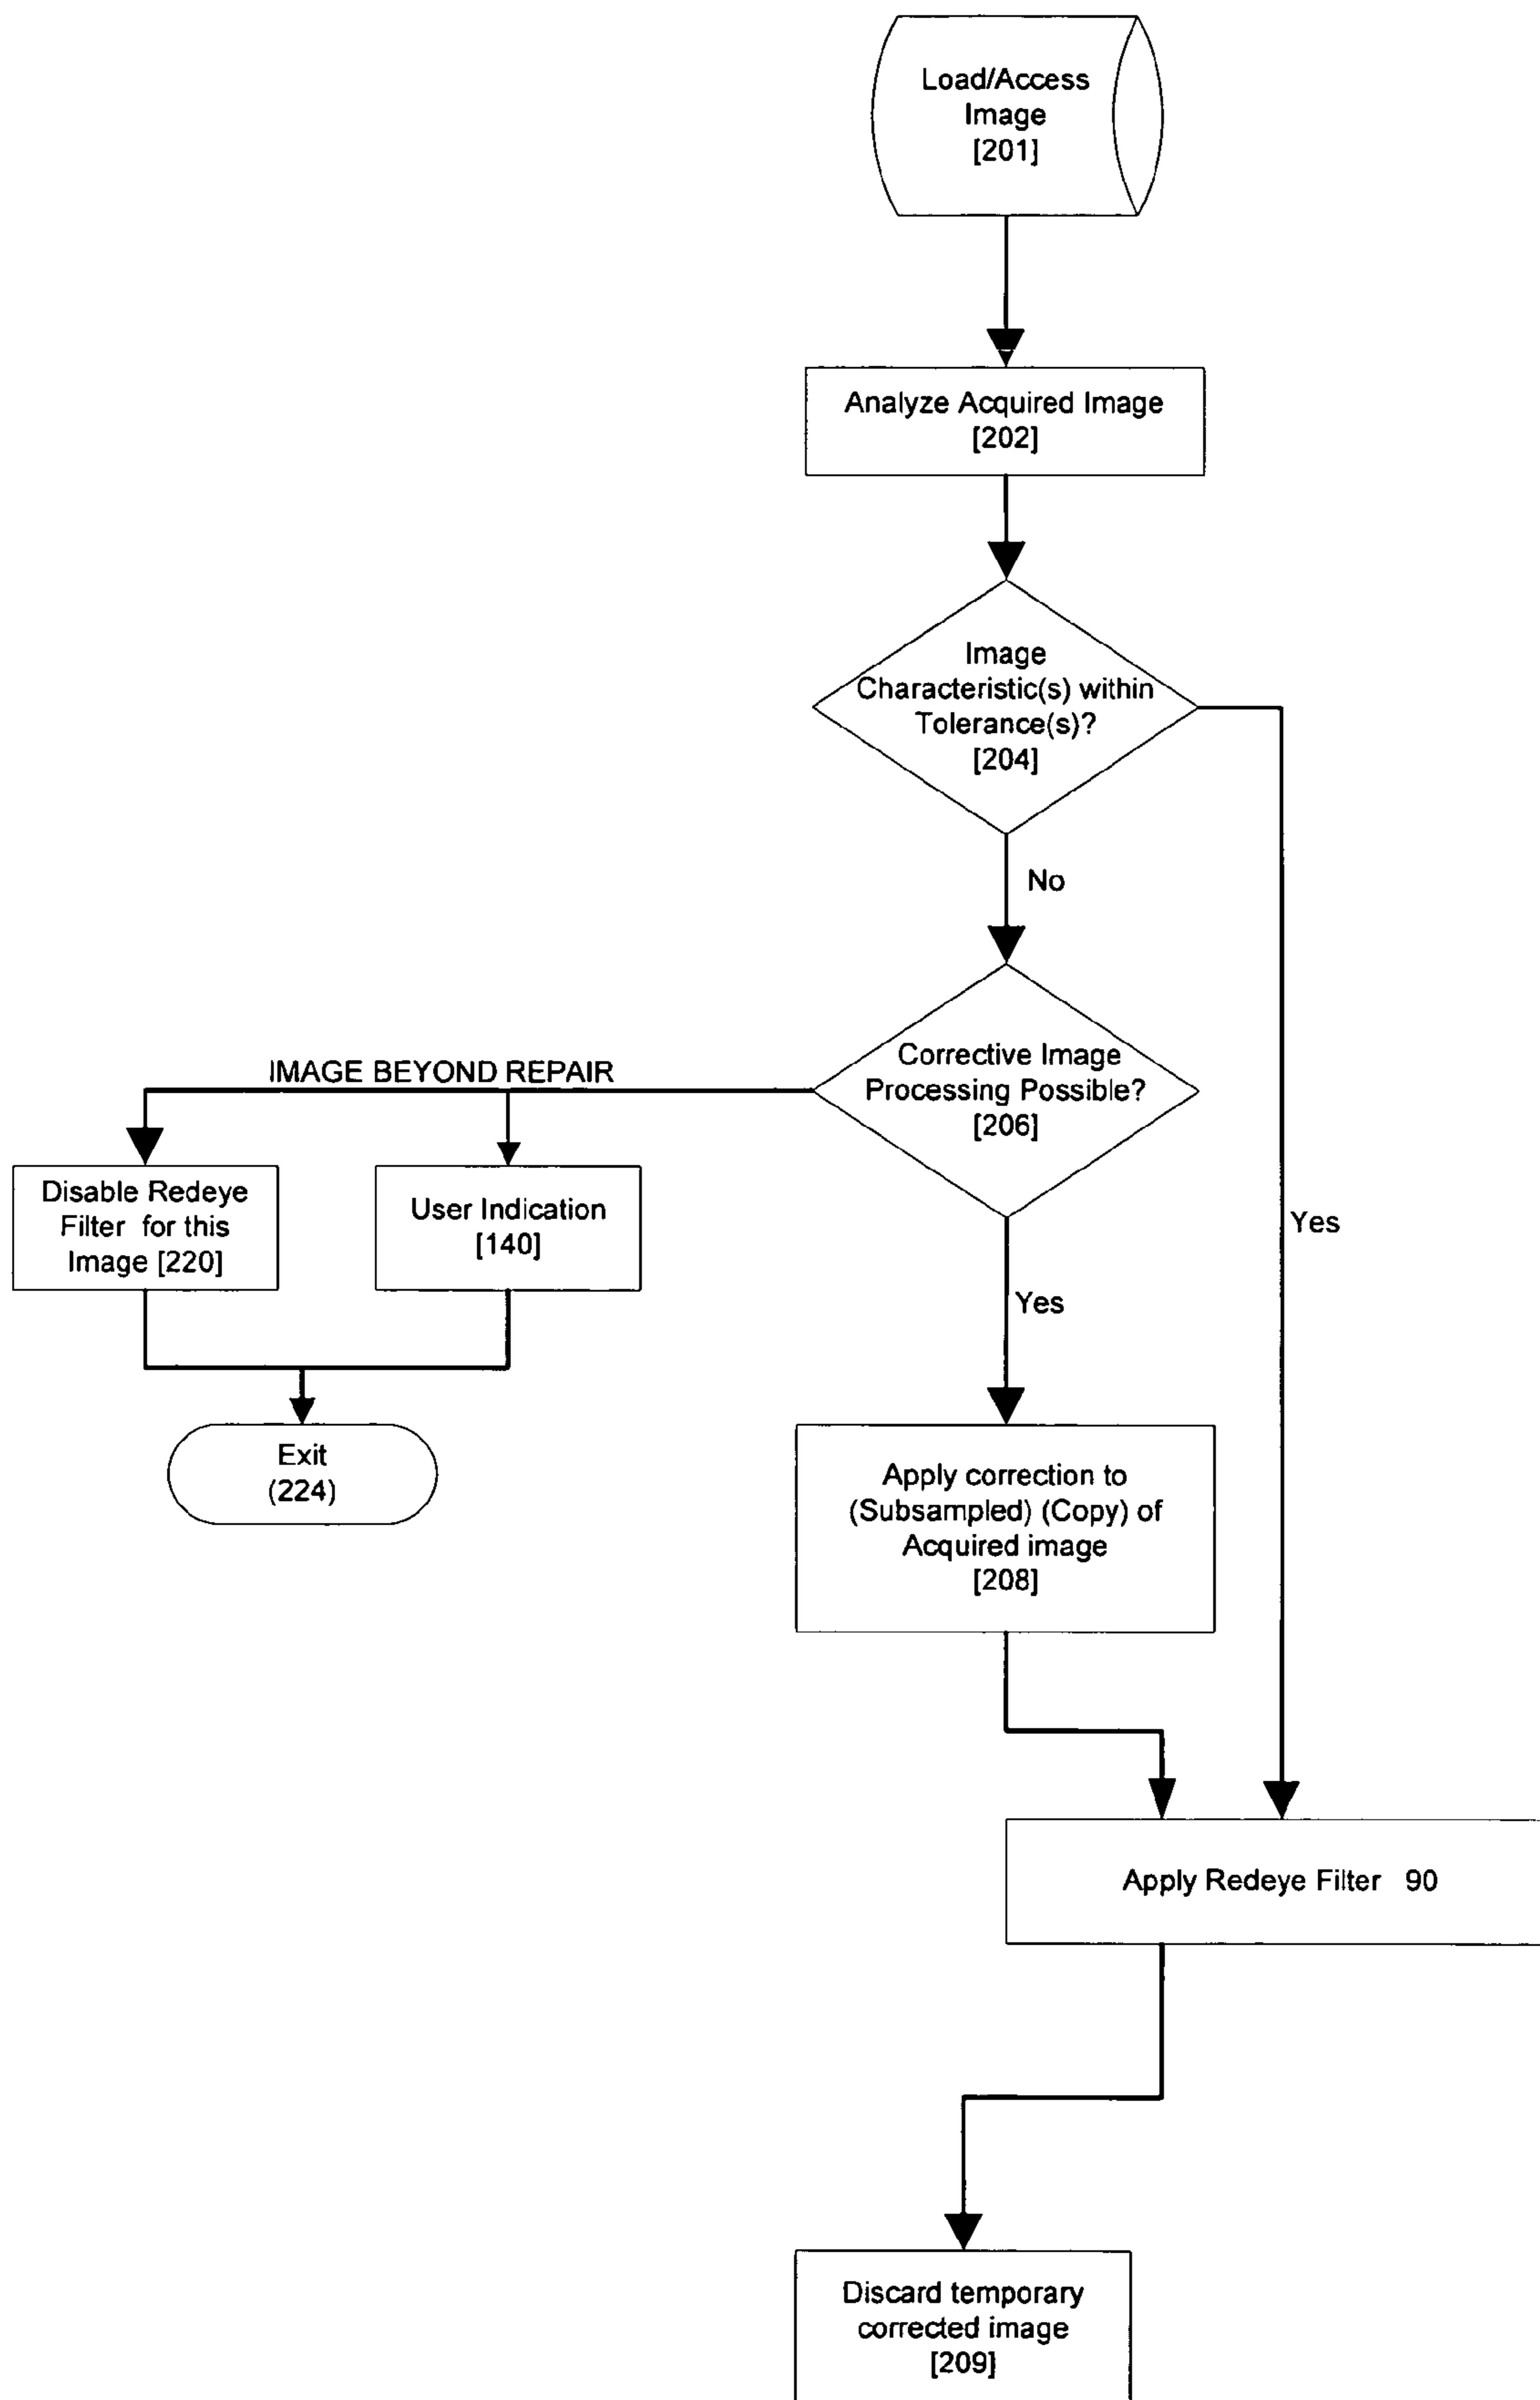 Load/Access
Image
[201]
Analyze Acquired Image
[202]
Image
Characteristic(s) within
Tolerance(s)?
[204]
No
Corrective Image
Processing Possible?
[206]
IMAGE BEYOND REPAIR
Disable Redeye
Filter for this
Image [220]
User Indication
[140]
Yes
Yes
Exit
(224)
Apply correction to
(Subsampled) (Copy) of
Acquired image
[208]
Apply Redeye Filter 90
Discard temporary
corrected image
[209]